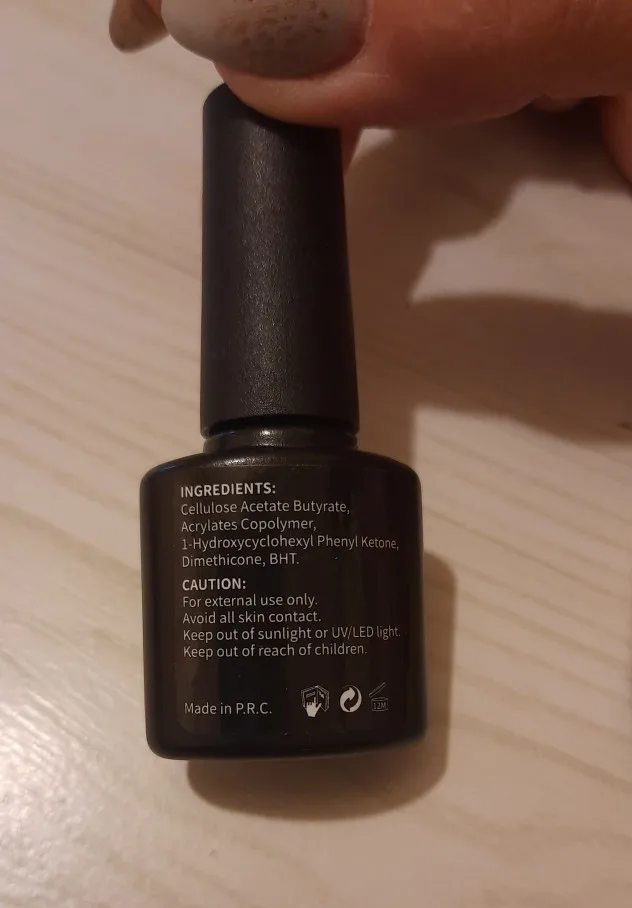 INGREDIENTS:
Cellulose Acetate Butyrate,
Acrylates Copolymer,
1-Hydroxycyclohexyl Phenyl Ketone,
Dimethicone, BHT.
CAUTION:
For external use only.
Avoid all skin contact.
Keep out of sunlight or UV/LED light.
Keep out of reach of children.
Made in P.R.C.
12M